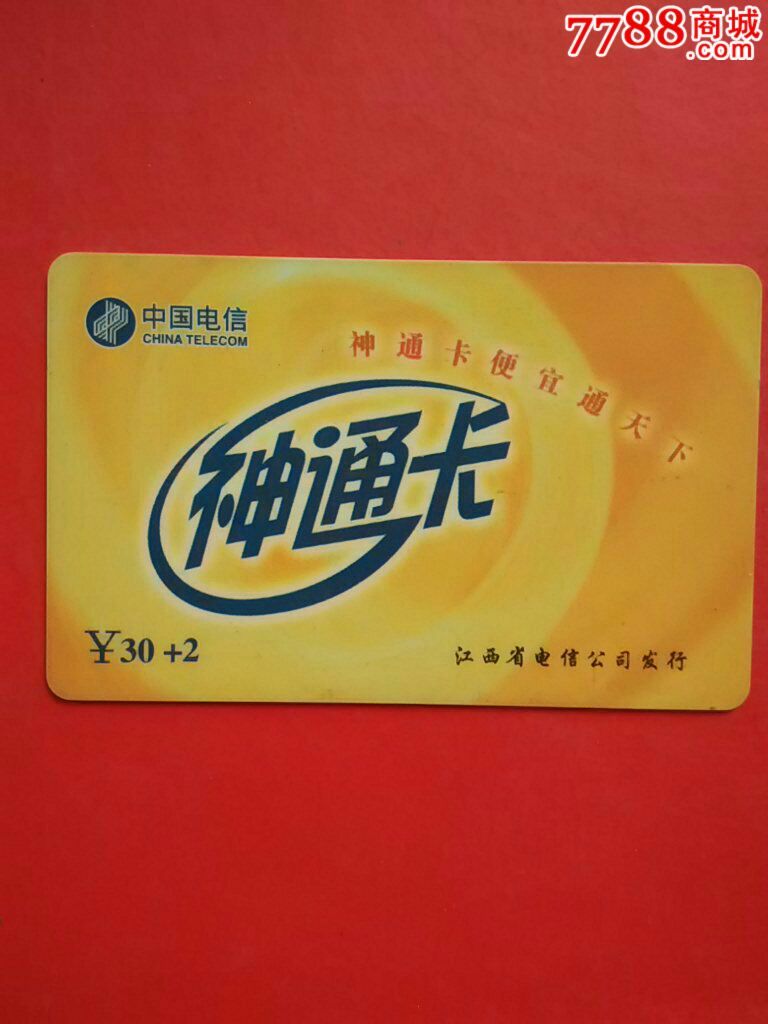 7788商城
.com
中国电信
CHINA TELECOM
神通卡便宜通天下
神通卡
￥30 +2
江西省电信公司发行